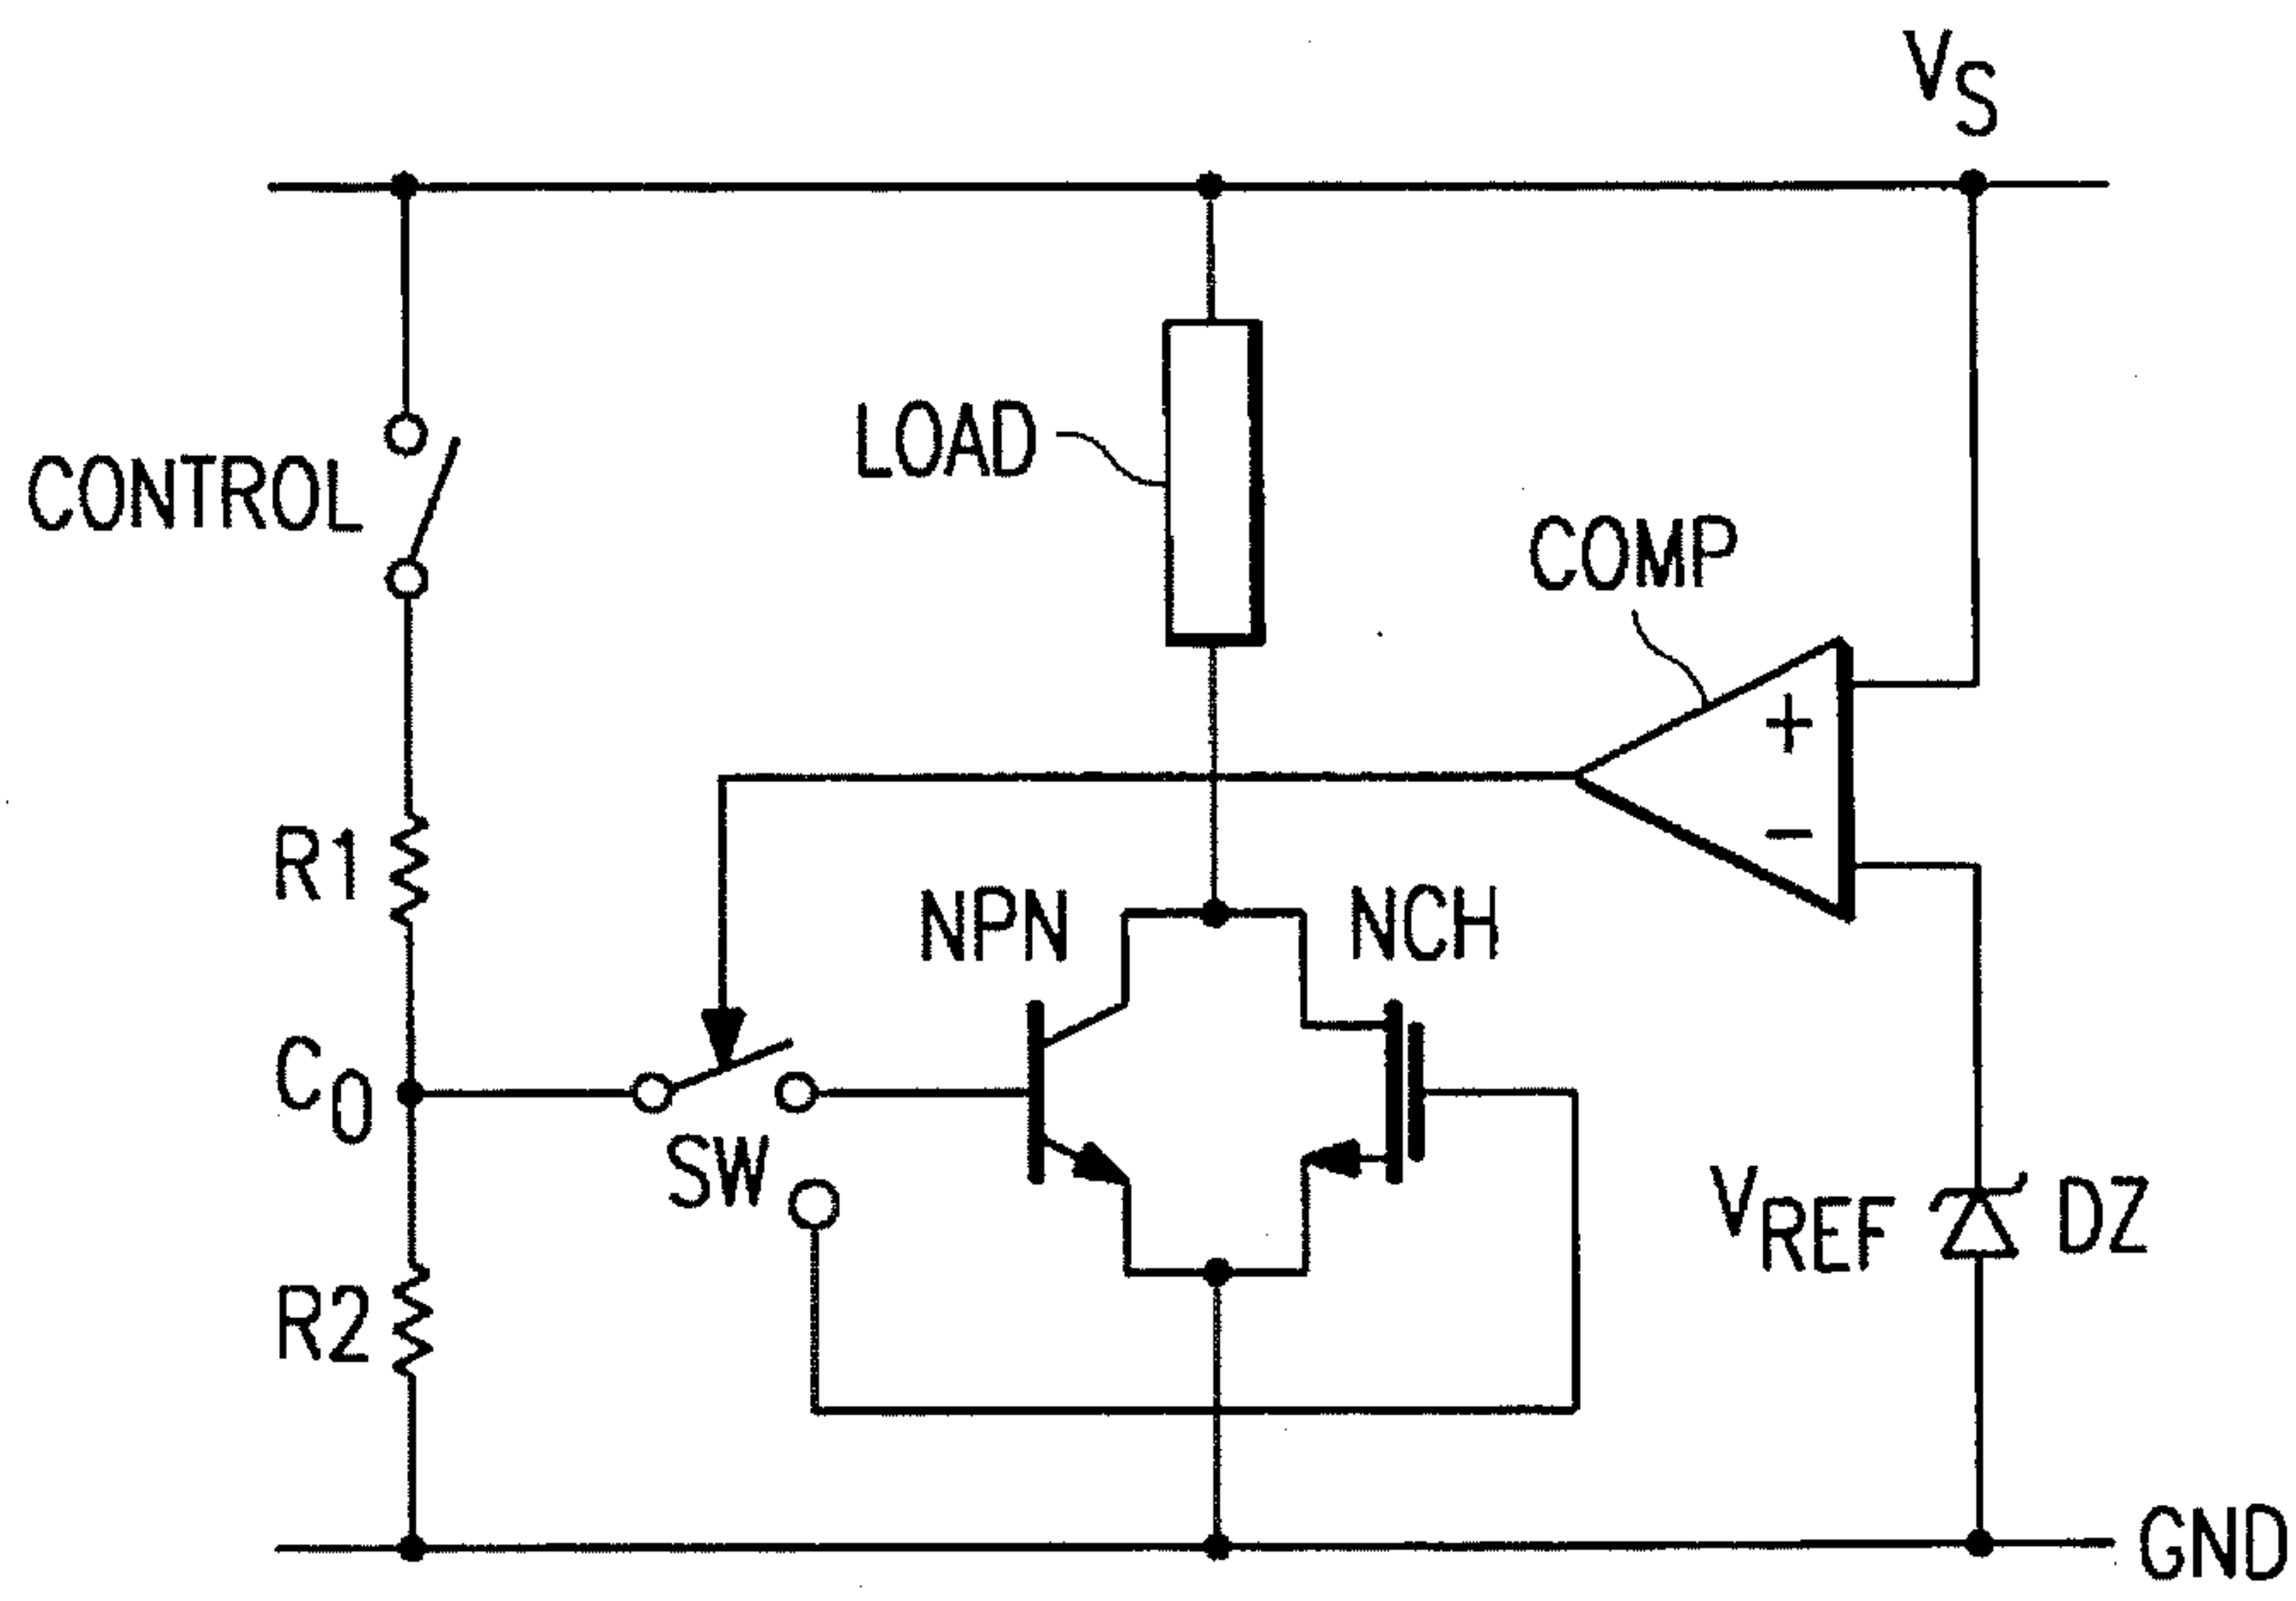 VS
LOAD
CONTROL
COMP
+
R1
−
NPN
NCH
C0
SW
VREF
DZ
R2
GND